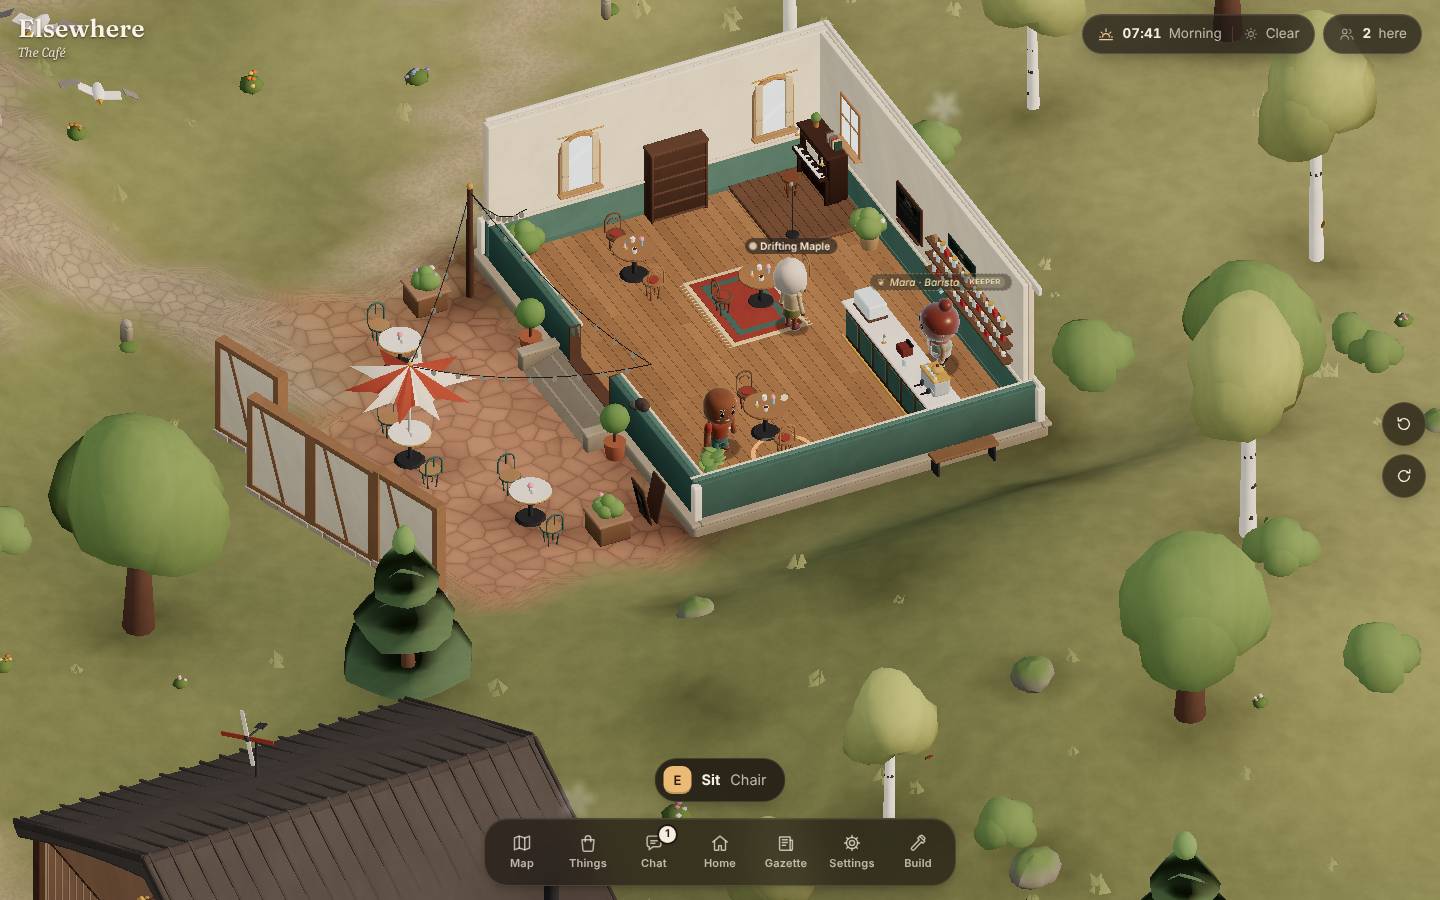 Elsewhere
The Café
07:41 Morning
Clear
2 here
Drifting Maple
Mara · Barista KEEPER
E Sit Chair
1
Map
Things
Chat
Home
Gazette
Settings
Build